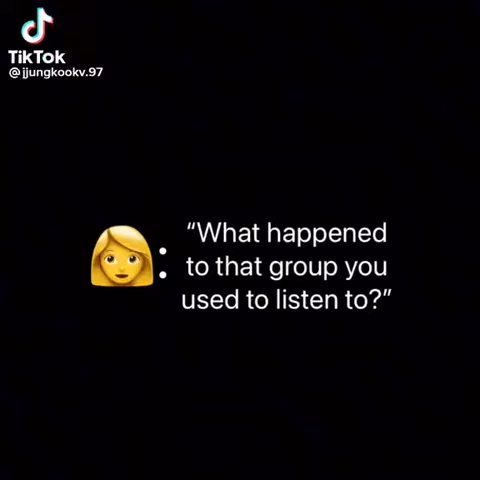 TikTok
@jjungkookv.97
“What happened
to that group you
used to listen to?”
: